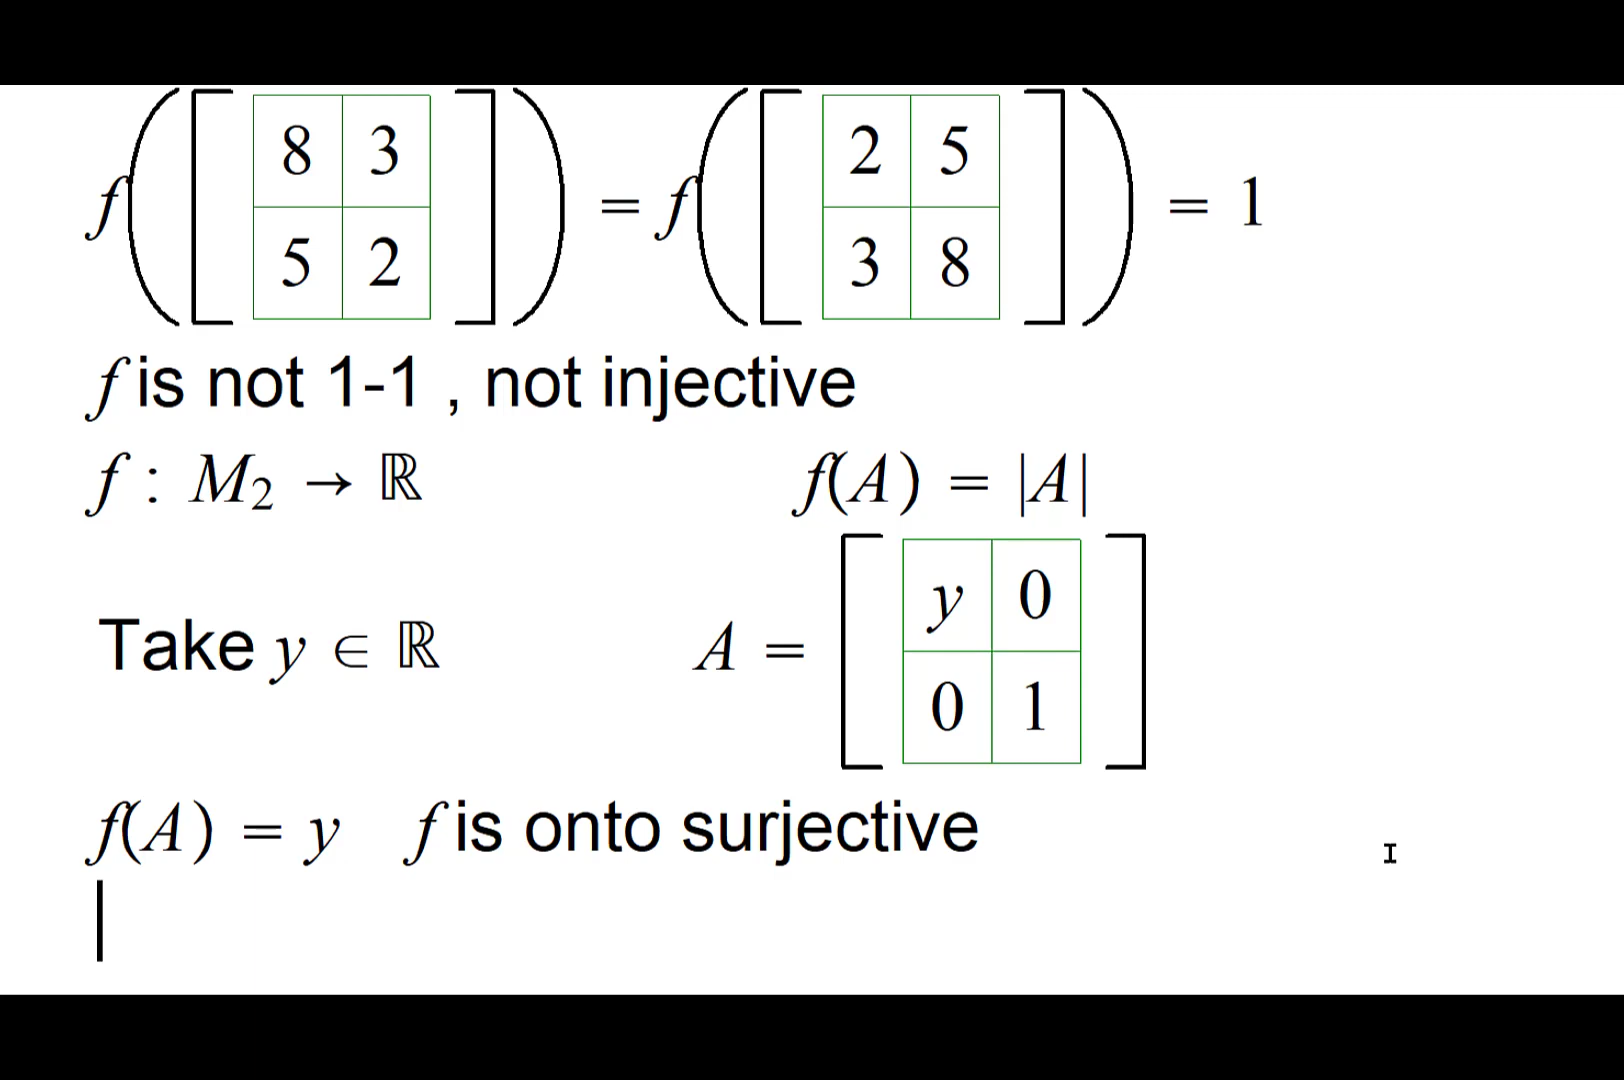 f([8 3 5 2]) = f([2 5 3 8]) = 1
f is not 1-1 , not injective
f : M₂ → ℝ f(A) = |A|
Take y ∈ ℝ A = [y 0 0 1]
f(A) = y f is onto surjective